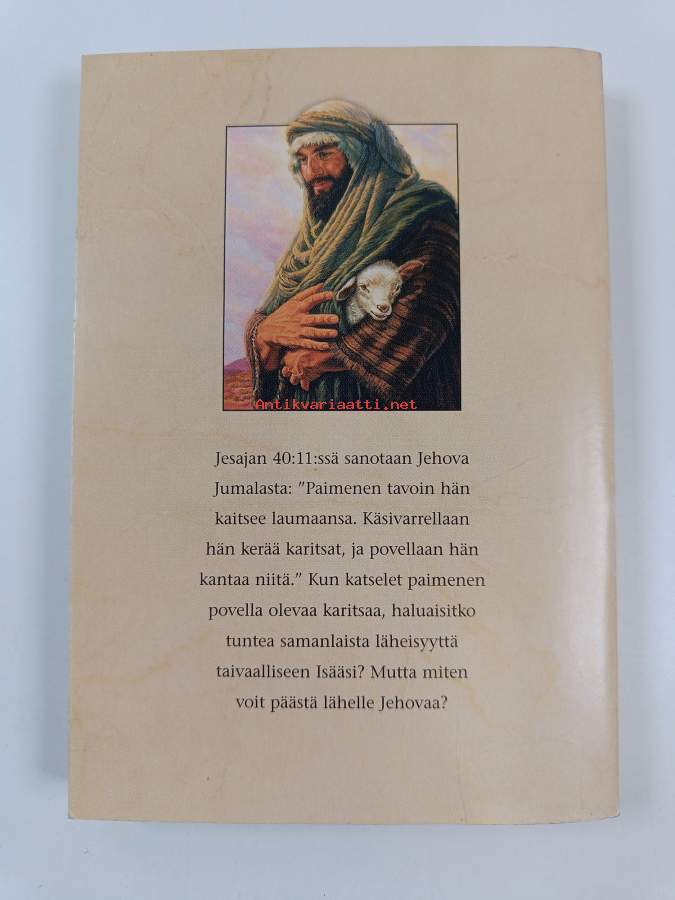 Antikvariaatti.net
Jesajan 40:11:ssä sanotaan Jehova
Jumalasta: ”Paimenen tavoin hän
kaitsee laumaansa. Käsivarrellaan
hän kerää karitsat, ja povellaan hän
kantaa niitä.” Kun katselet paimenen
povella olevaa karitsaa, haluaisitko
tuntea samanlaista läheisyyttä
taivaalliseen Isääsi? Mutta miten
voit päästä lähelle Jehovaa?